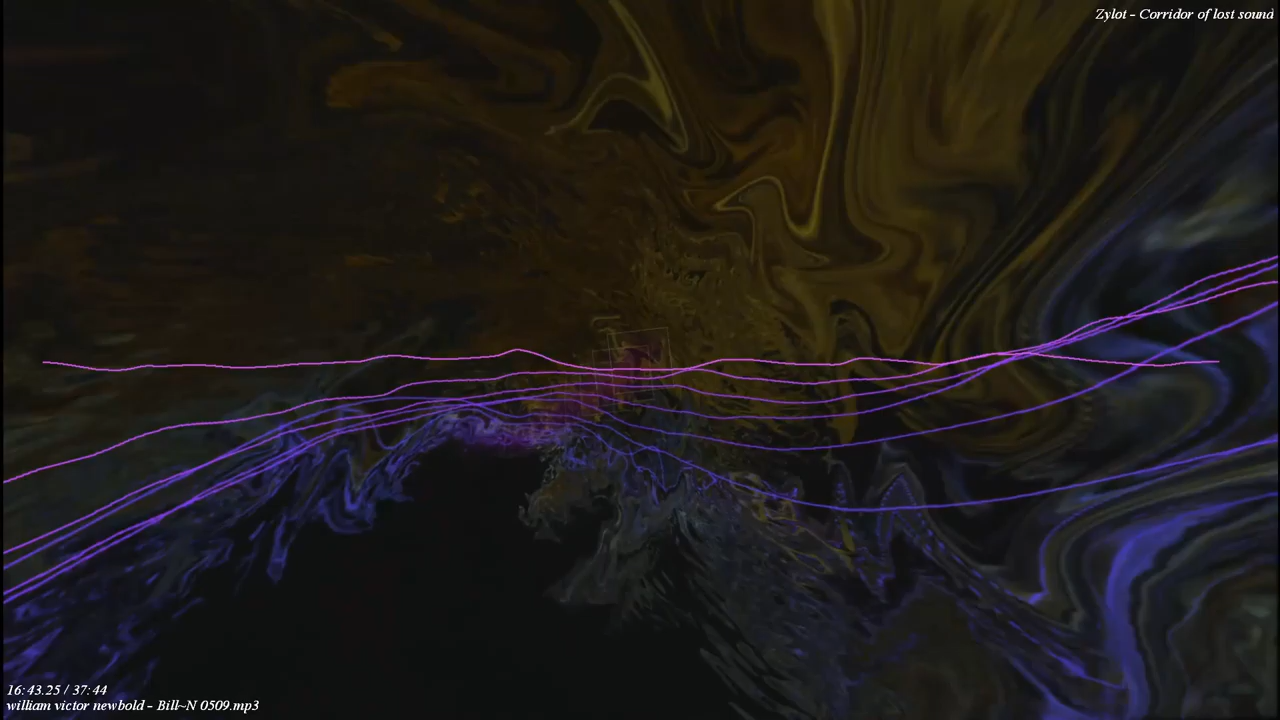 Zylot - Corridor of lost sound
16:43.25 / 37:44
william victor newbold - Bill~N 0509.mp3